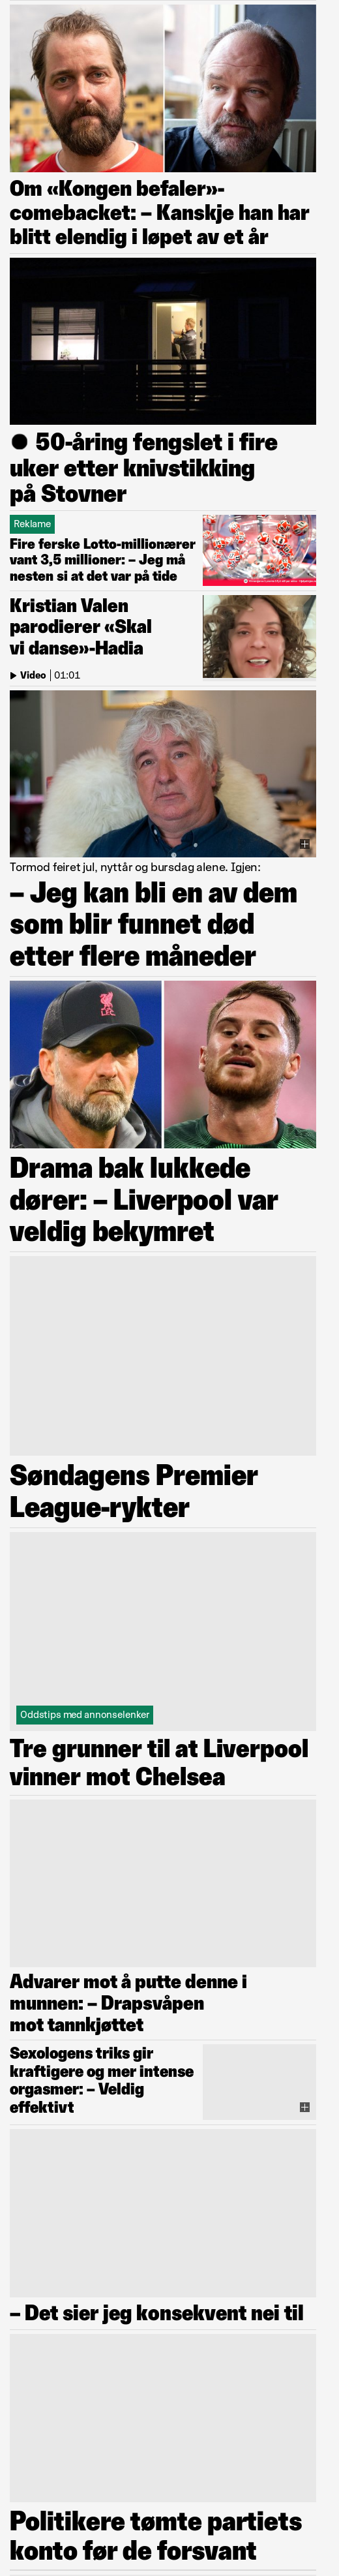 Om «Kongen befaler»-
comebacket: – Kanskje han har
blitt elendig i løpet av et år
● 50-åring fengslet i fire
uker etter knivstikking
på Stovner
Reklame
Fire ferske Lotto-millionærer
vant 3,5 millioner: – Jeg må
nesten si at det var på tide
Kristian Valen
parodierer «Skal
vi danse»-Hadia
Video | 01:01
Tormod feiret jul, nyttår og bursdag alene. Igjen:
– Jeg kan bli en av dem
som blir funnet død
etter flere måneder
L.F.C.
Drama bak lukkede
dører: – Liverpool var
veldig bekymret
Søndagens Premier
League-rykter
Oddstips med annonselenker
Tre grunner til at Liverpool
vinner mot Chelsea
Advarer mot å putte denne i
munnen: – Drapsvåpen
mot tannkjøttet
Sexologens triks gir
kraftigere og mer intense
orgasmer: – Veldig
effektivt
– Det sier jeg konsekvent nei til
Politikere tømte partiets
konto før de forsvant